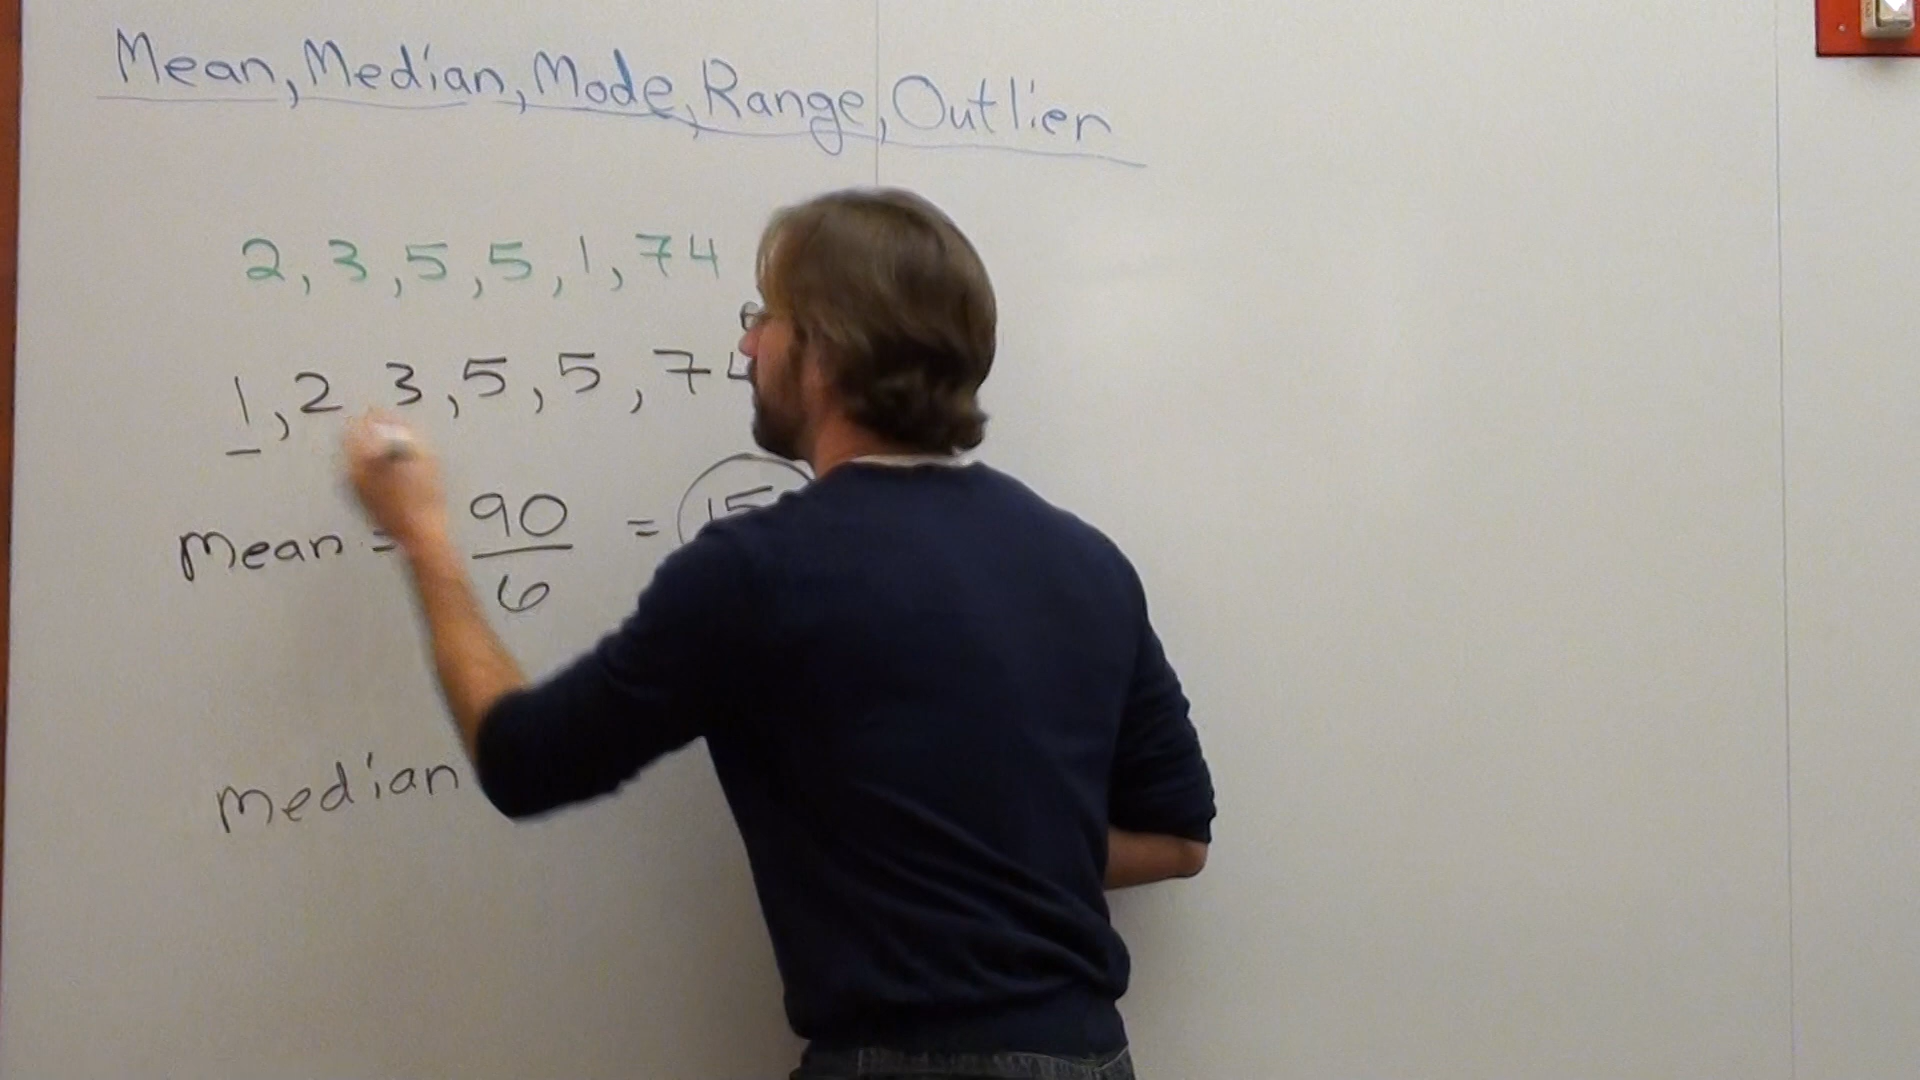 Mean, Median, Mode, Range, Outlier
2, 3, 5, 5, 1, 74
1, 2, 3, 5, 5, 74
Mean = 90/6 = 15
median